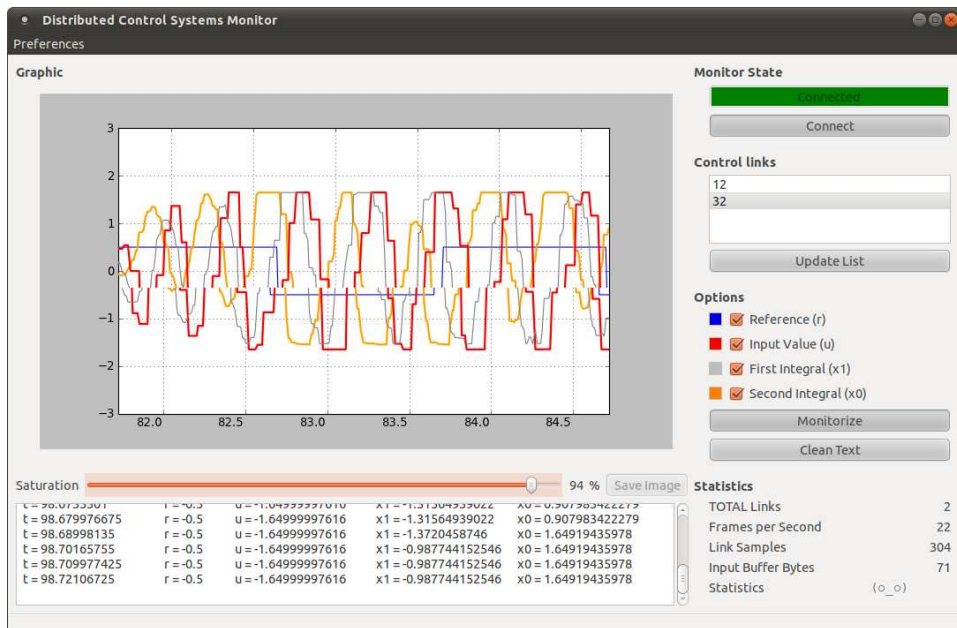 Distributed Control Systems Monitor
Preferences
Graphic
3
2
1
0
−1
−2
−3
82.0 82.5 83.0 83.5 84.0 84.5
Saturation 94 % Save Image
t = 98.679976675 r = -0.5 u = -1.64999997616 x1 = -1.31564939022 x0 = 0.907983422279
t = 98.68998135 r = -0.5 u = -1.64999997616 x1 = -1.3720458746 x0 = 1.64919435978
t = 98.70165755 r = -0.5 u = -1.64999997616 x1 = -0.987744152546 x0 = 1.64919435978
t = 98.709977425 r = -0.5 u = -1.64999997616 x1 = -0.987744152546 x0 = 1.64919435978
t = 98.72106725 r = -0.5 u = -1.64999997616 x1 = -0.987744152546 x0 = 1.64919435978
Monitor State
Connected
Connect
Control links
12
32
Update List
Options
Reference (r)
Input Value (u)
First Integral (x1)
Second Integral (x0)
Monitorize
Clean Text
Statistics
TOTAL Links 2
Frames per Second 22
Link Samples 304
Input Buffer Bytes 71
Statistics (o_o)